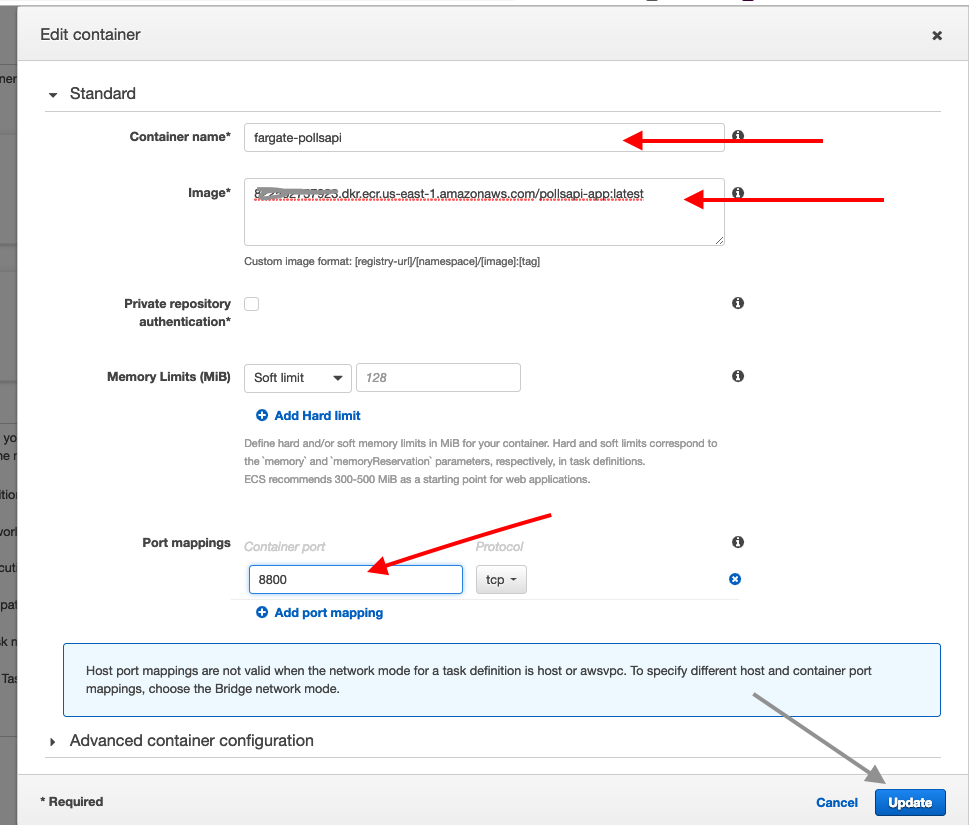 Edit container
Standard
Container name*
fargate-pollsapi
Image*
.dkr.ecr.us-east-1.amazonaws.com/pollsapi-app:latest
Custom image format: [registry-url]/[namespace]/[image]:[tag]
Private repository
authentication*
Memory Limits (MiB)
Soft limit
128
Add Hard limit
Define hard and/or soft memory limits in MiB for your container. Hard and soft limits correspond to
the `memory` and `memoryReservation` parameters, respectively, in task definitions.
ECS recommends 300-500 MiB as a starting point for web applications.
Port mappings
Container port
Protocol
8800
tcp
Add port mapping
Host port mappings are not valid when the network mode for a task definition is host or awsvpc. To specify different host and container port
mappings, choose the Bridge network mode.
Advanced container configuration
* Required
Cancel
Update